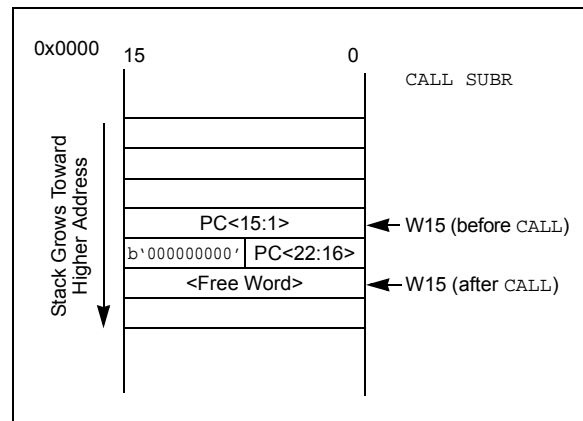 0x0000
15 0
CALL SUBR
Stack Grows Toward
Higher Address
PC<15:1>
W15 (before CALL)
b‘000000000’ PC<22:16>
<Free Word>
W15 (after CALL)